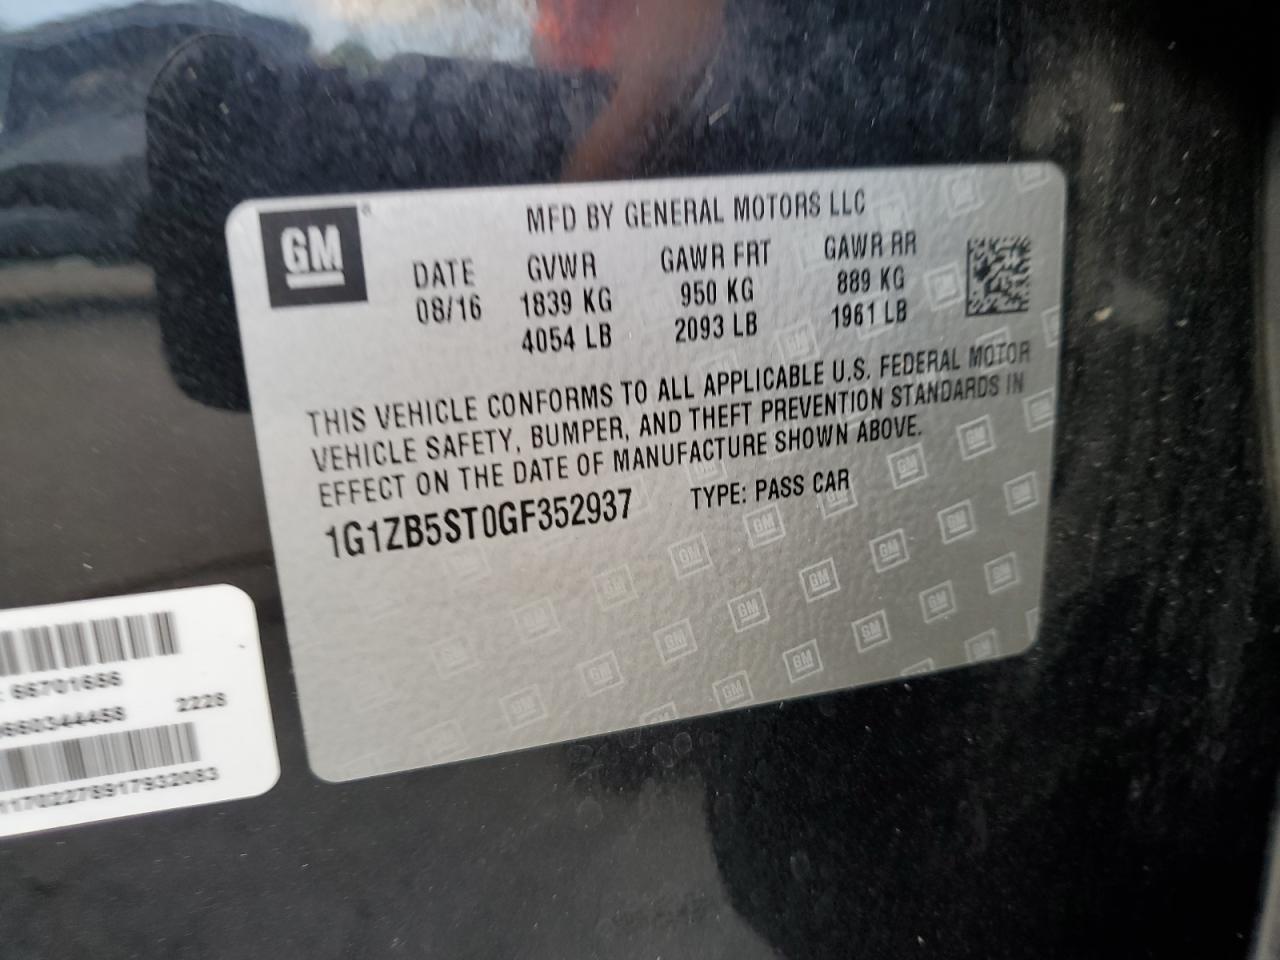 GM
MFD BY GENERAL MOTORS LLC
DATE GVWR GAWR FRT GAWR RR
08/16 1839 KG 950 KG 889 KG
4054 LB 2093 LB 1961 LB
THIS VEHICLE CONFORMS TO ALL APPLICABLE U.S. FEDERAL MOTOR
VEHICLE SAFETY, BUMPER, AND THEFT PREVENTION STANDARDS IN
EFFECT ON THE DATE OF MANUFACTURE SHOWN ABOVE.
1G1ZB5ST0GF352937 TYPE: PASS CAR
: 66701656
2228